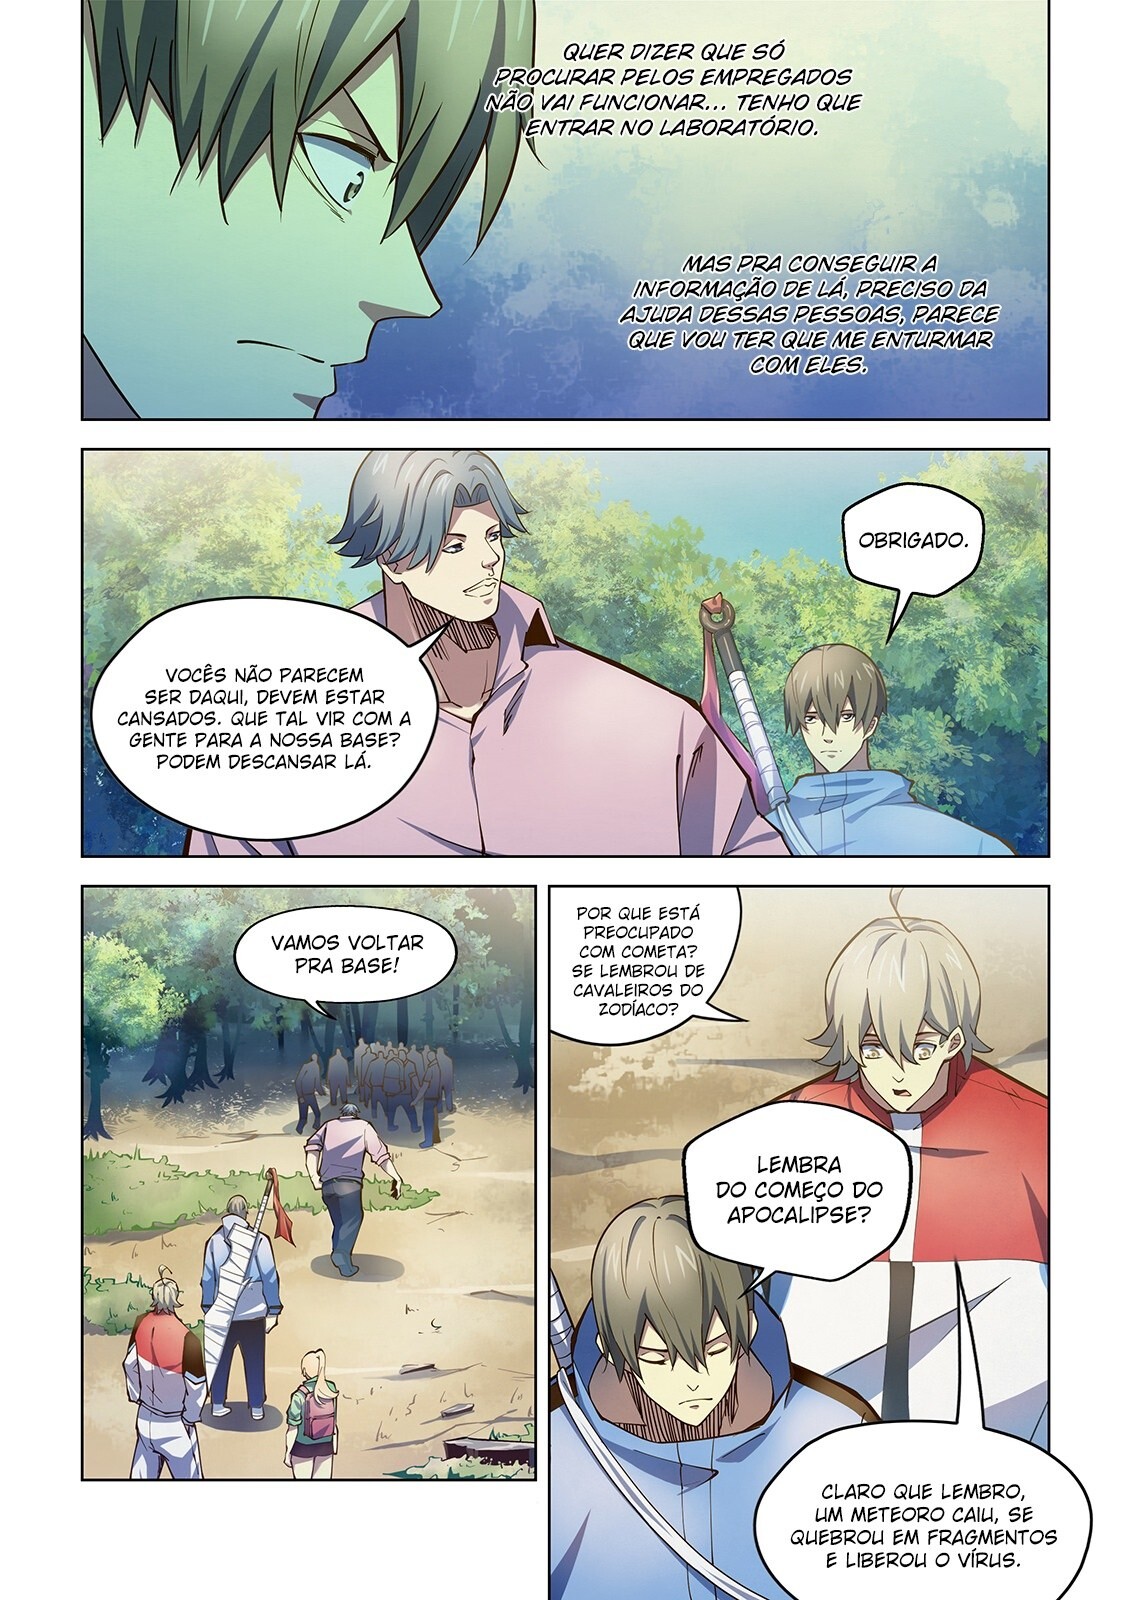 QUER DIZER QUE SÓ
PROCURAR PELOS EMPREGADOS
NÃO VAI FUNCIONAR... TENHO QUE
ENTRAR NO LABORATÓRIO.
MAS PRA CONSEGUIR A
INFORMAÇÃO DE LÁ, PRECISO DA
AJUDA DESSAS PESSOAS, PARECE
QUE VOU TER QUE ME ENTURMAR
COM ELES.
OBRIGADO.
VOCÊS NÃO PARECEM
SER DAQUI, DEVEM ESTAR
CANSADOS. QUE TAL VIR COM A
GENTE PARA A NOSSA BASE?
PODEM DESCANSAR LÁ.
VAMOS VOLTAR
PRA BASE!
POR QUE ESTÁ
PREOCUPADO
COM COMETA?
SE LEMBROU DE
CAVALEIROS DO
ZODÍACO?
LEMBRA
DO COMEÇO DO
APOCALIPSE?
CLARO QUE LEMBRO,
UM METEORO CAIU, SE
QUEBROU EM FRAGMENTOS
E LIBEROU O VÍRUS.